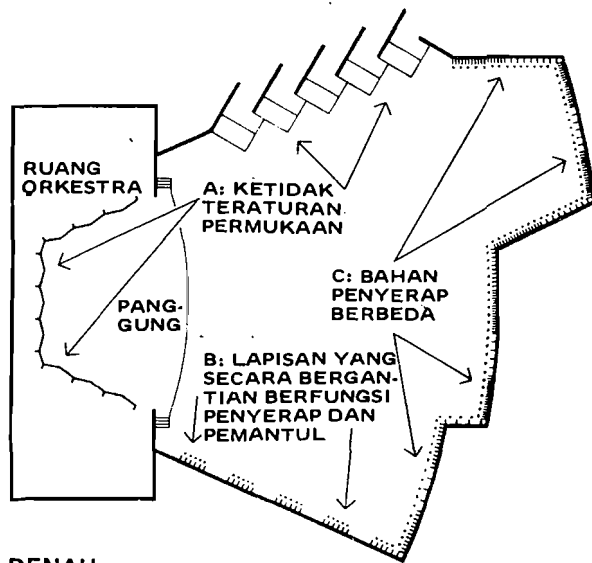 RUANG
ORKESTRA
A: KETIDAK
TERATURAN
PERMUKAAN
PANG-
GUNG
C: BAHAN
PENYERAP
BERBEDA
B: LAPISAN YANG
SECARA BERGAN-
TIAN BERFUNGSI
PENYERAP DAN
PEMANTUL
DENAH